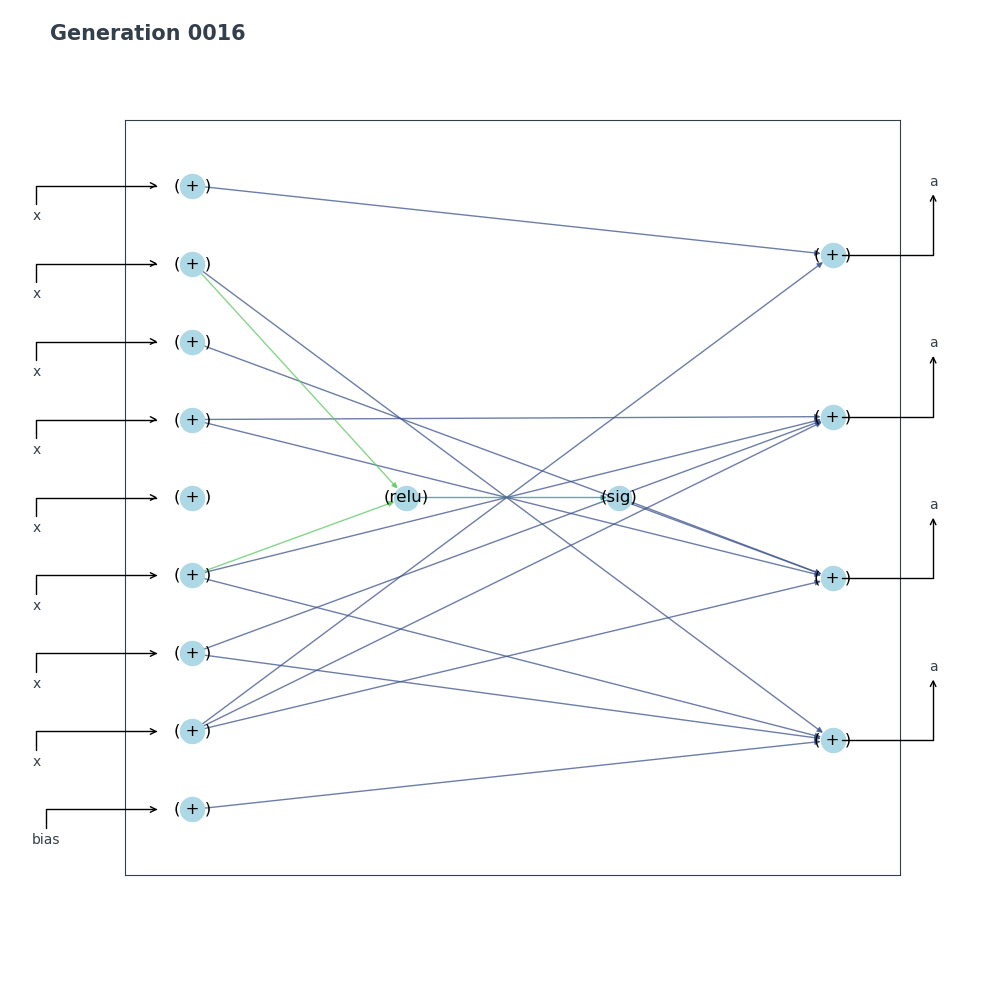 Generation 0016
(+)
a
x
(+)
(+)
x
(+)
a
x
(+)
(+)
x
(+)
(relu)
(sig)
a
x
(+)
(+)
x
(+)
a
x
(+)
(+)
x
(+)
bias